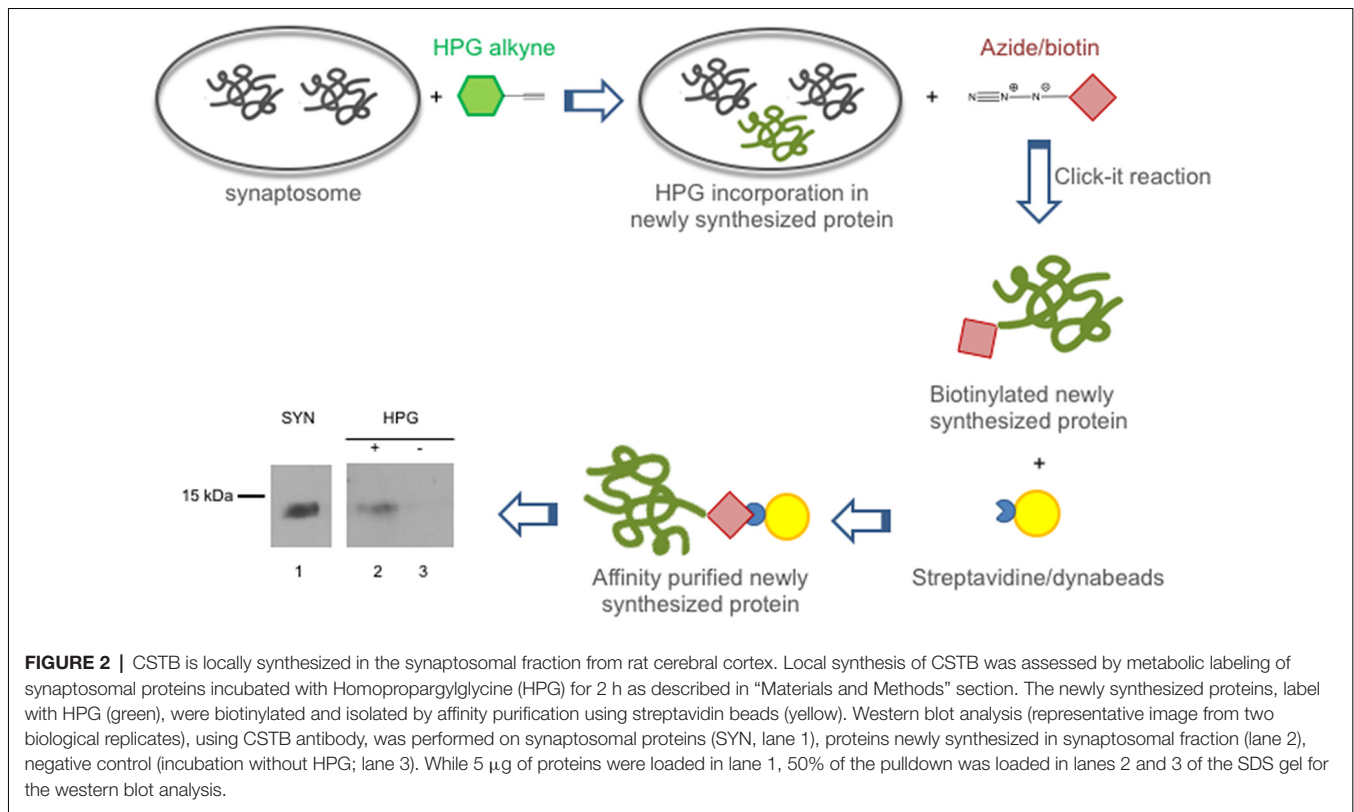 HPG alkyne
Azide/biotin
+
+
N≡N—N
⊕ ⊖
synaptosome
HPG incorporation in
newly synthesized protein
Click-it reaction
Biotinylated newly
synthesized protein
+
Streptavidine/dynabeads
Affinity purified newly
synthesized protein
SYN HPG
+ -
15 kDa
1 2 3
FIGURE 2 | CSTB is locally synthesized in the synaptosomal fraction from rat cerebral cortex. Local synthesis of CSTB was assessed by metabolic labeling of
synaptosomal proteins incubated with Homopropargylglycine (HPG) for 2 h as described in “Materials and Methods” section. The newly synthesized proteins, label
with HPG (green), were biotinylated and isolated by affinity purification using streptavidin beads (yellow). Western blot analysis (representative image from two
biological replicates), using CSTB antibody, was performed on synaptosomal proteins (SYN, lane 1), proteins newly synthesized in synaptosomal fraction (lane 2),
negative control (incubation without HPG; lane 3). While 5 μg of proteins were loaded in lane 1, 50% of the pulldown was loaded in lanes 2 and 3 of the SDS gel for
the western blot analysis.